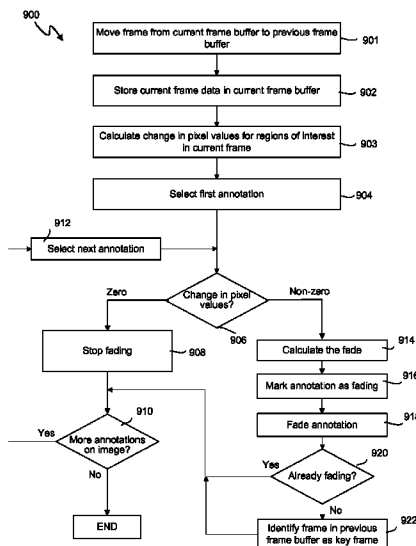 900
Move frame from current frame buffer to previous frame
buffer
901
Store current frame data in current frame buffer
902
Calculate change in pixel values for regions of interest
in current frame
903
Select first annotation
904
912
Select next annotation
Zero
Change in pixel
values?
Non-zero
906
Stop fading
908
Calculate the fade
914
Mark annotation as fading
916
Fade annotation
918
Yes
More annotations
on image?
910
No
END
Yes
Already fading?
920
No
Identify frame in previous
frame buffer as key frame
922